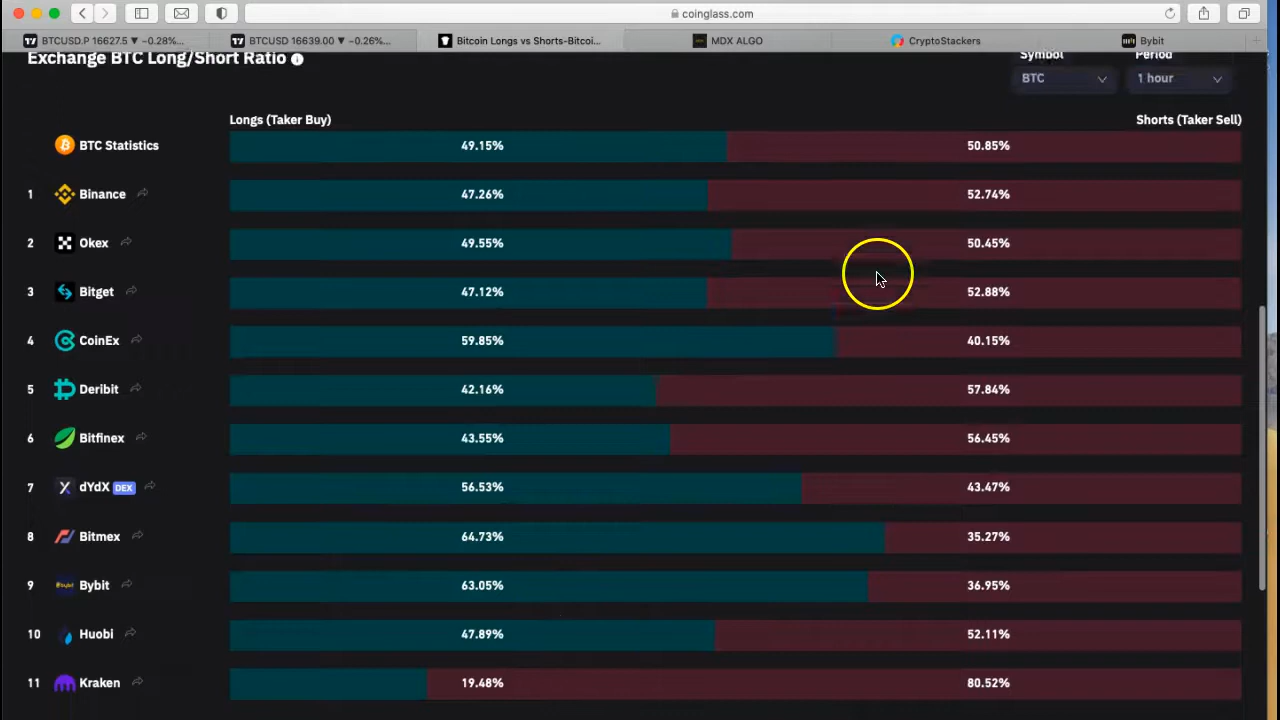 coinglass.com
BTCUSD.P 16627.5 ▼ −0.28%... BTCUSD 16639.00 ▼ −0.26%... Bitcoin Longs vs Shorts-Bitcoi... MDX ALGO CryptoStackers Bybit
Exchange BTC Long/Short Ratio Symbol Period
BTC 1 hour
Longs (Taker Buy) Shorts (Taker Sell)
BTC Statistics 49.15% 50.85%
1 Binance 47.26% 52.74%
2 Okex 49.55% 50.45%
3 Bitget 47.12% 52.88%
4 CoinEx 59.85% 40.15%
5 Deribit 42.16% 57.84%
6 Bitfinex 43.55% 56.45%
7 dYdX DEX 56.53% 43.47%
8 Bitmex 64.73% 35.27%
9 Bybit 63.05% 36.95%
10 Huobi 47.89% 52.11%
11 Kraken 19.48% 80.52%